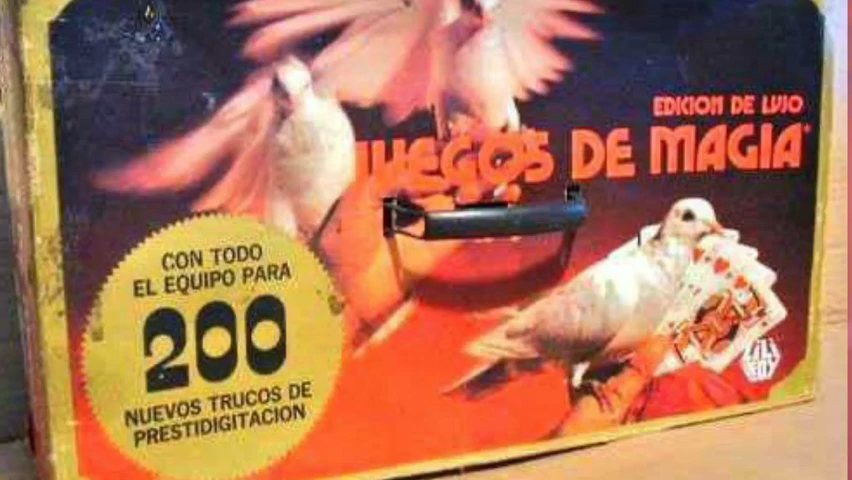 EDICION DE LUJO
JUEGOS DE MAGIA
CON TODO
EL EQUIPO PARA
200
NUEVOS TRUCOS DE
PRESTIDIGITACION